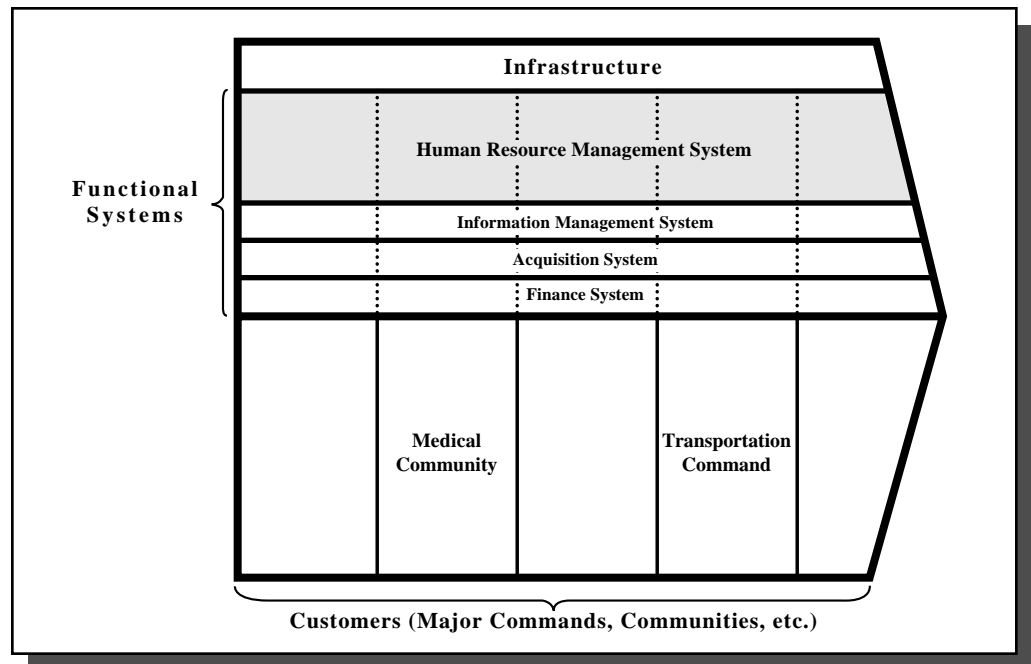 Infrastructure
Human Resource Management System
Functional
Systems
Information Management System
Acquisition System
Finance System
Medical
Community
Transportation
Command
Customers (Major Commands, Communities, etc.)